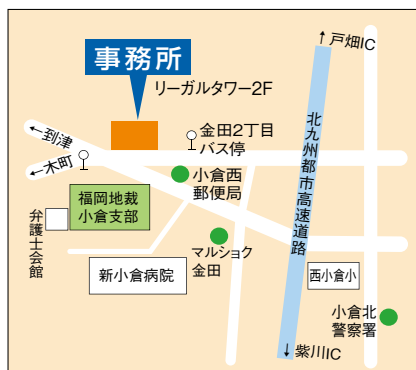 ↑戸畑IC
事務所
リーガルタワー2F
北九州都市高速道路
←到津
金田2丁目
バス停
←木町
小倉西
郵便局
福岡地裁
小倉支部
弁護士会館
マルショク
金田
新小倉病院
西小倉小
小倉北
警察署
↓紫川IC